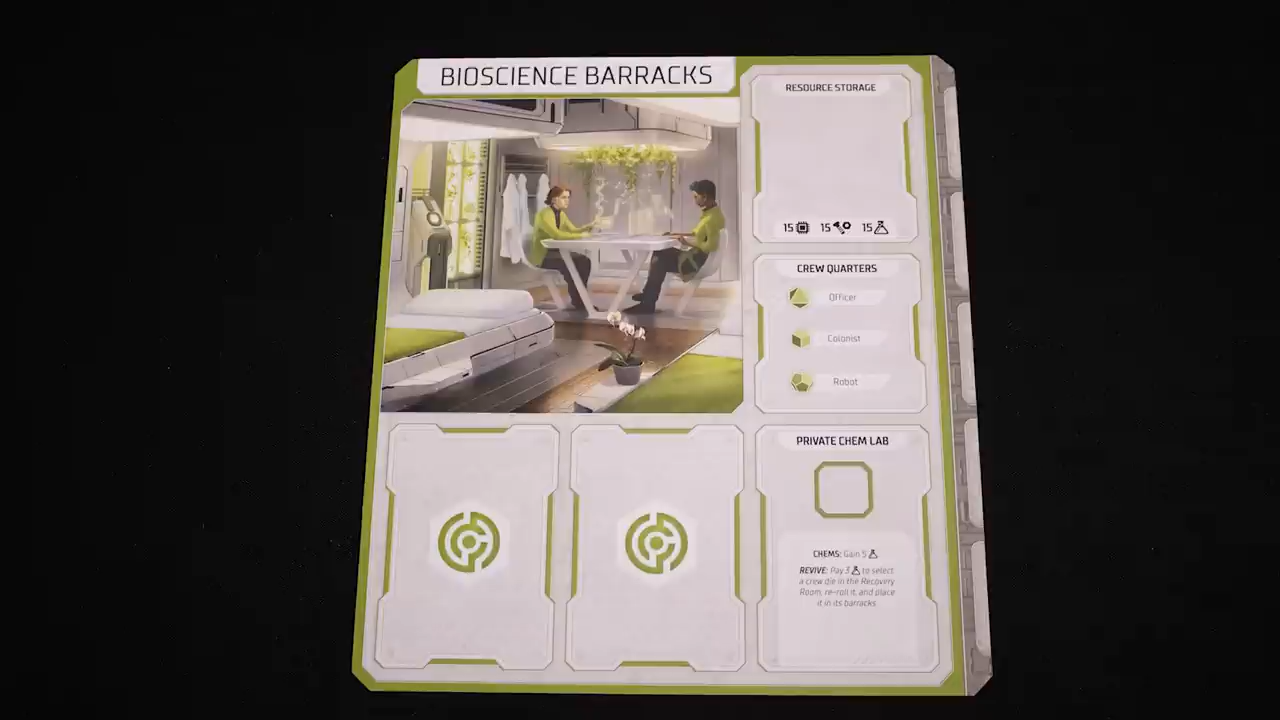 BIOSCIENCE BARRACKS
RESOURCE STORAGE
15 15 15
CREW QUARTERS
Officer
Colonist
Robot
PRIVATE CHEM LAB
CHEMS: Gain 5
REVIVE: Pay 3 to select
a crew die in the Recovery
Room, re-roll it, and place
it in its barracks.